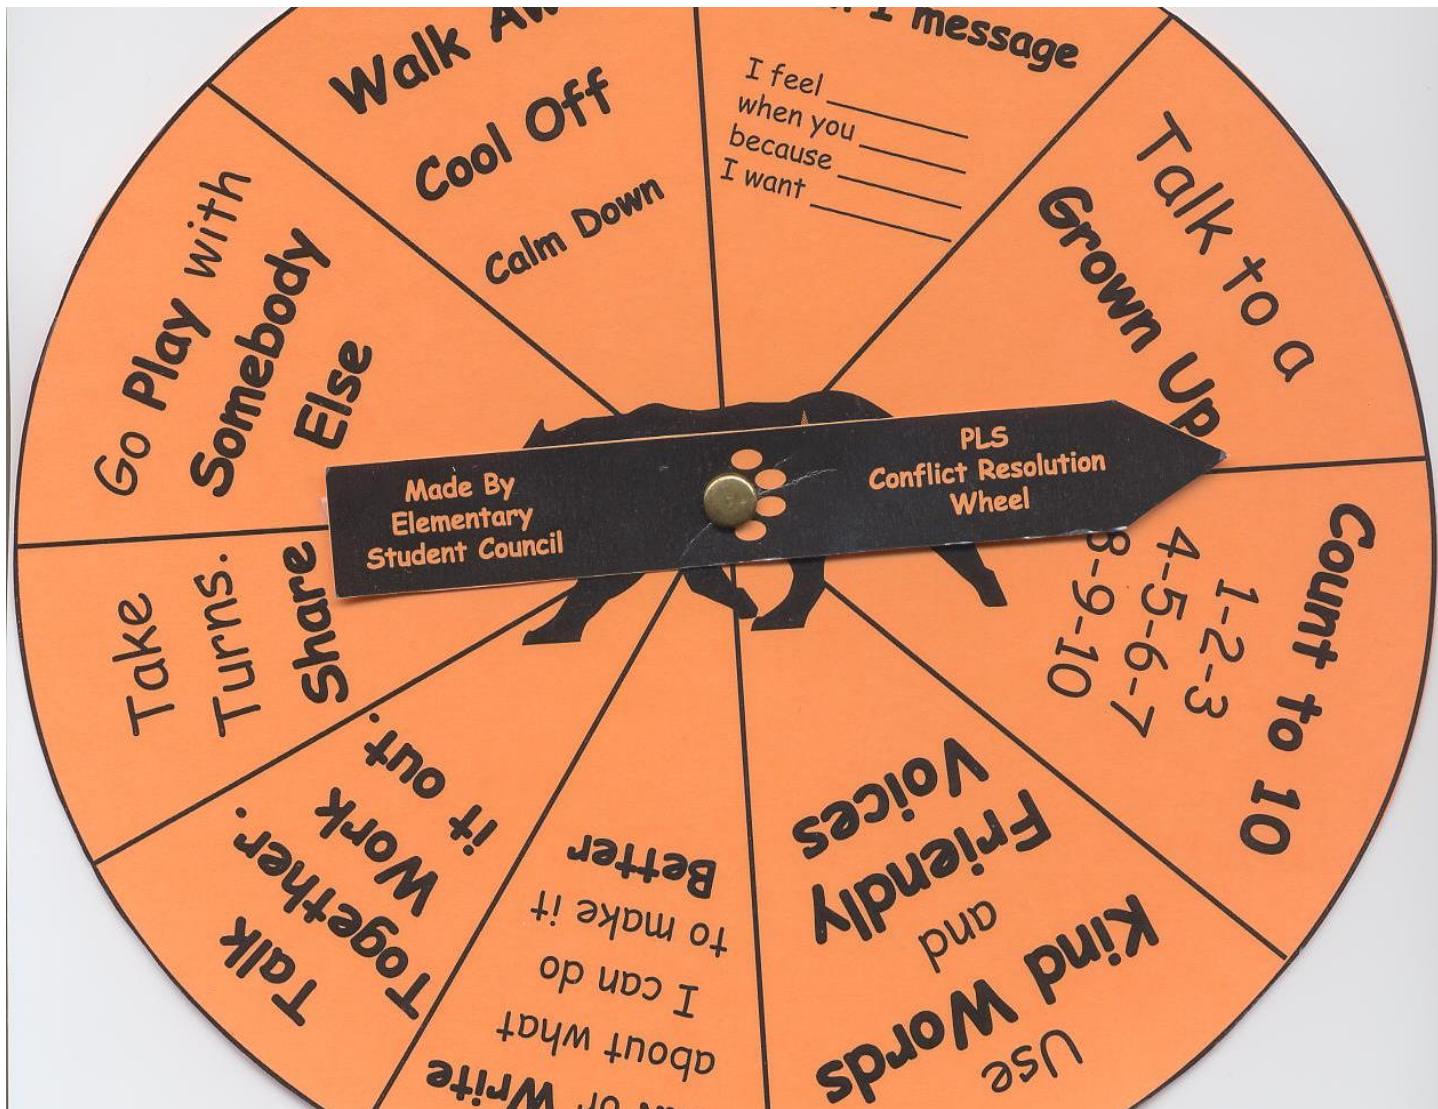 Walk
Cool Off
Calm Down
I message
I feel
when you
because
I want
Talk to a
Grown Up
Count to 10
1-2-3
4-5-6-7
8-9-10
Use
Kind Words
and
Friendly
Voices
or Write
about what
I can do
to make it
Better
Talk
Together.
Work
it out.
Take
Turns.
Share
Go Play with
Somebody
Else
Made By
Elementary
Student Council
PLS
Conflict Resolution
Wheel